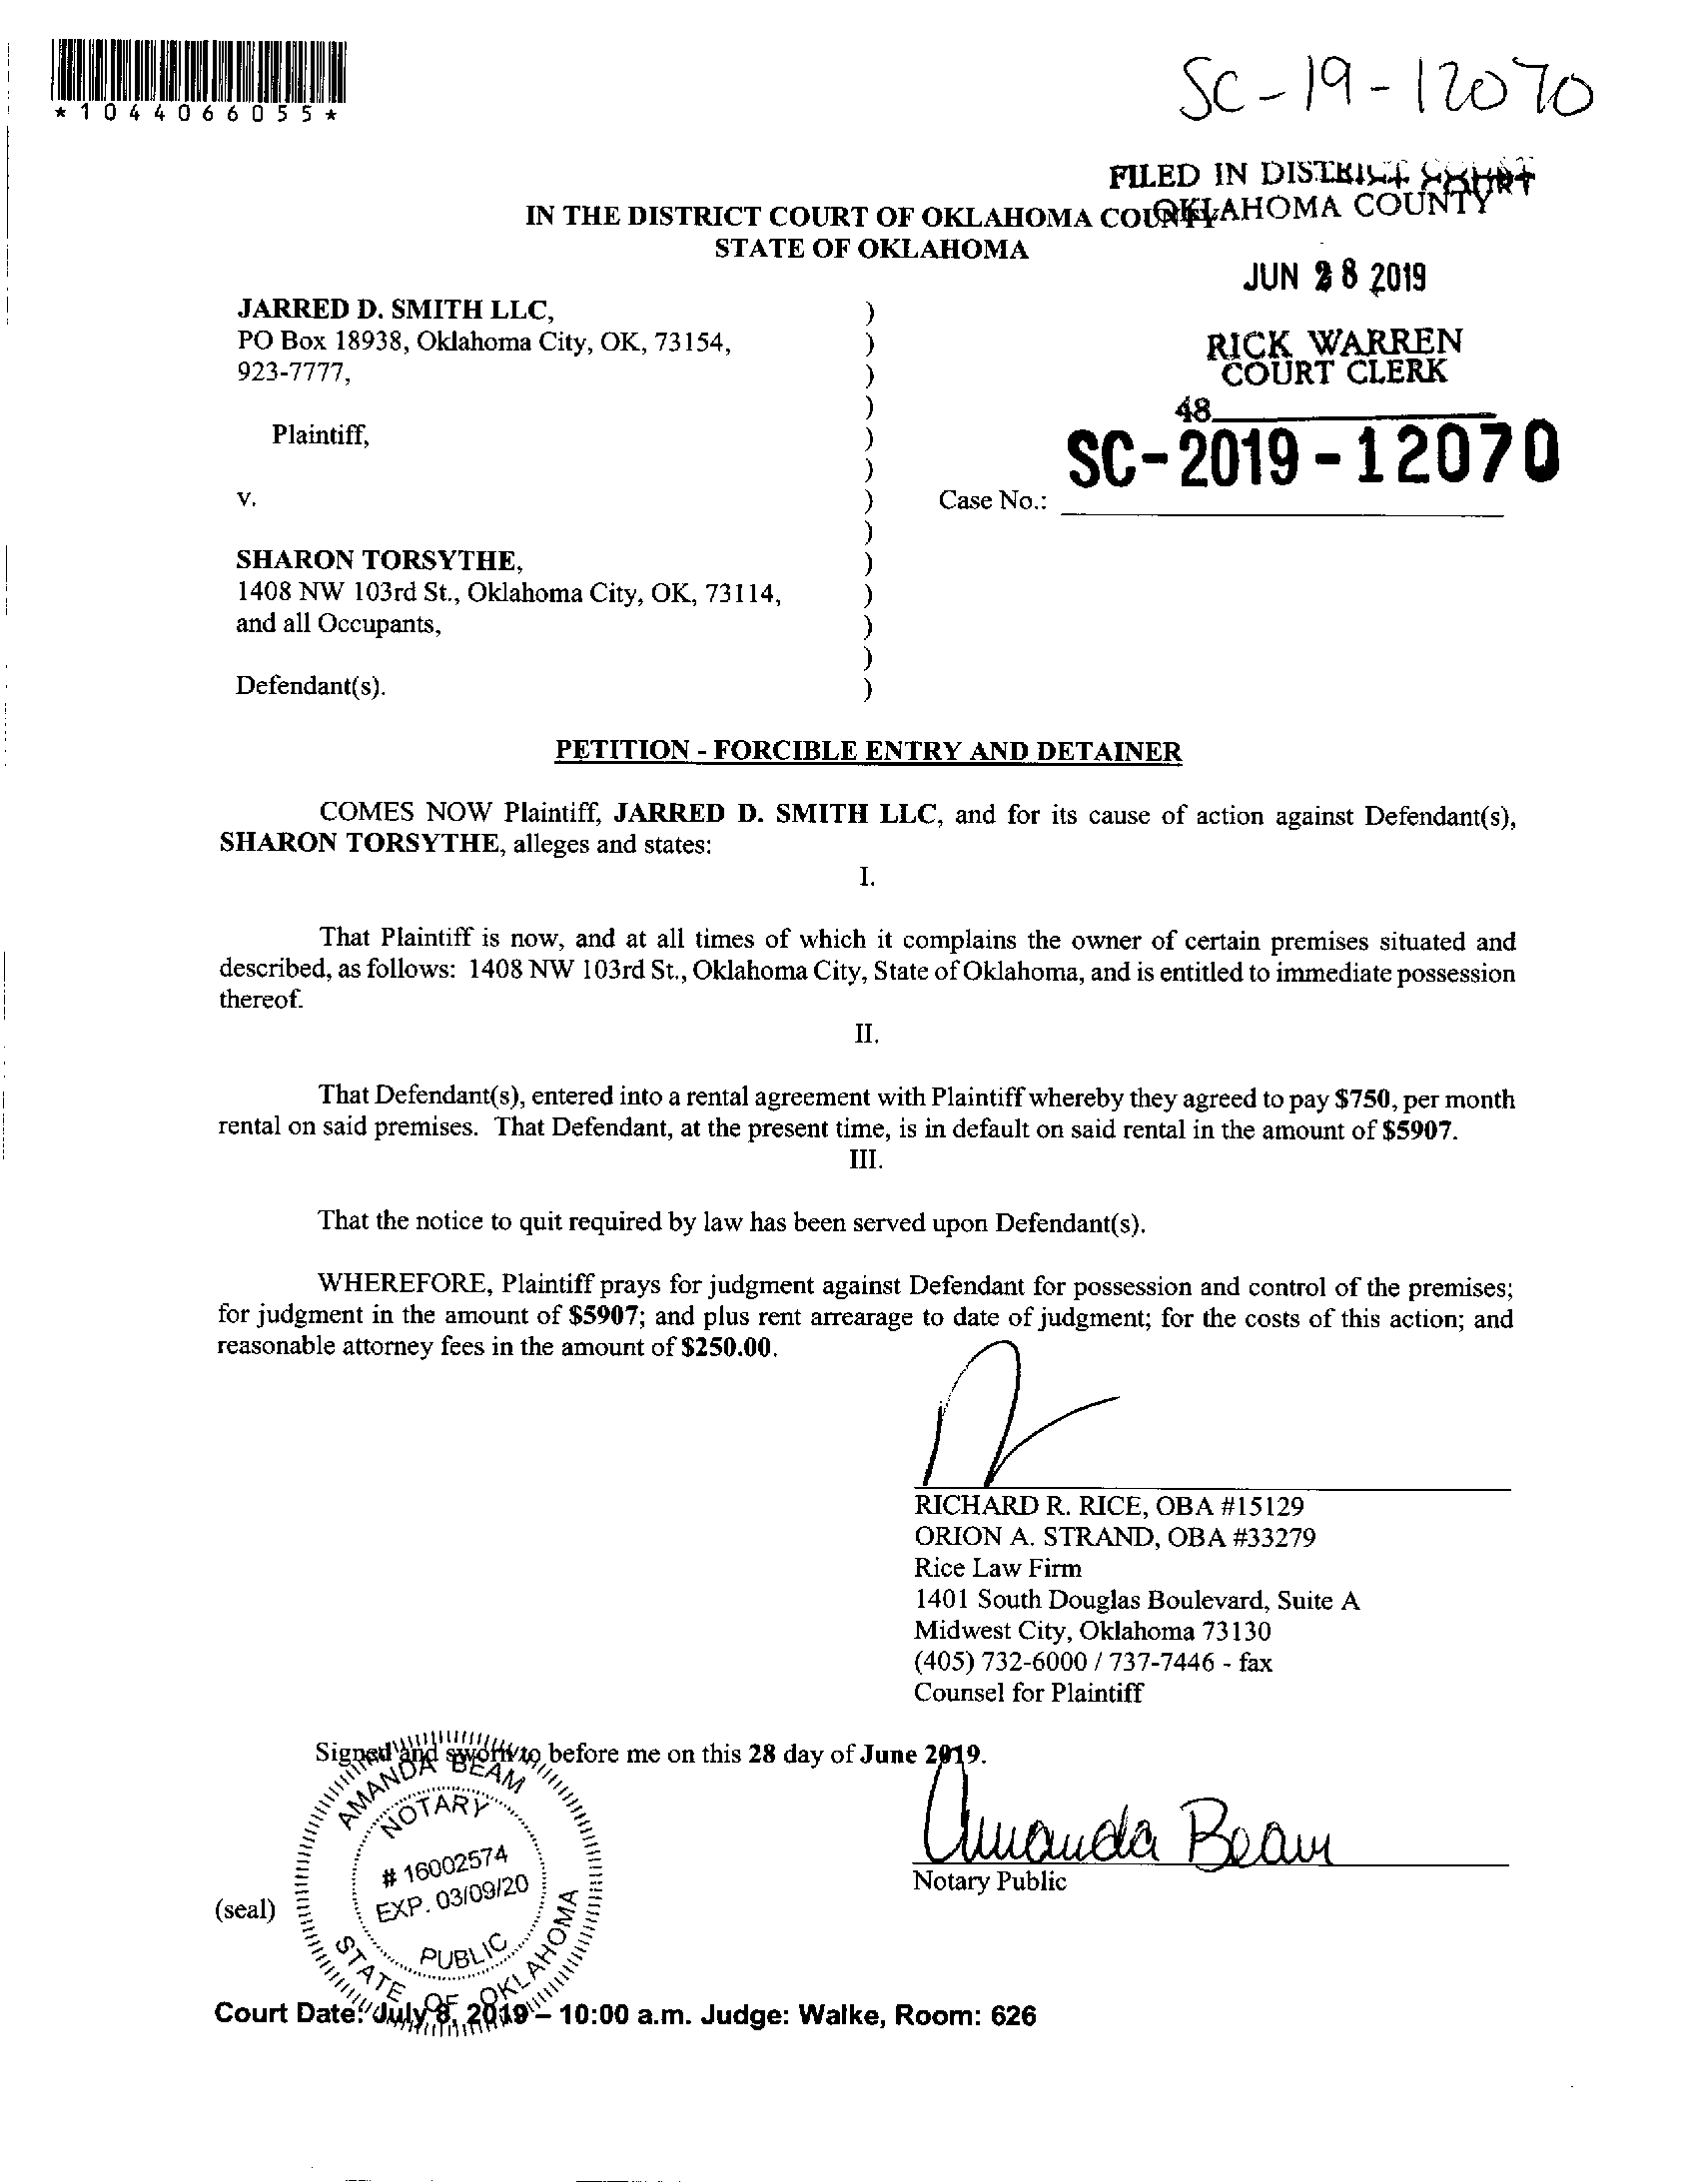 *1044066055*
SC-19-12070
FILED IN DISTRICT COURT
OKLAHOMA COUNTY
IN THE DISTRICT COURT OF OKLAHOMA COUNTY
STATE OF OKLAHOMA
JUN 28 2019
JARRED D. SMITH LLC, )
PO Box 18938, Oklahoma City, OK, 73154, )
923-7777, )
RICK WARREN
COURT CLERK
)
48
Plaintiff, )
)
SC-2019-12070
v. ) Case No.:
)
SHARON TORSYTHE, )
1408 NW 103rd St., Oklahoma City, OK, 73114, )
and all Occupants, )
)
Defendant(s). )
PETITION - FORCIBLE ENTRY AND DETAINER
COMES NOW Plaintiff, JARRED D. SMITH LLC, and for its cause of action against Defendant(s),
SHARON TORSYTHE, alleges and states:
I.
That Plaintiff is now, and at all times of which it complains the owner of certain premises situated and
described, as follows: 1408 NW 103rd St., Oklahoma City, State of Oklahoma, and is entitled to immediate possession
thereof.
II.
That Defendant(s), entered into a rental agreement with Plaintiff whereby they agreed to pay $750, per month
rental on said premises. That Defendant, at the present time, is in default on said rental in the amount of $5907.
III.
That the notice to quit required by law has been served upon Defendant(s).
WHEREFORE, Plaintiff prays for judgment against Defendant for possession and control of the premises;
for judgment in the amount of $5907; and plus rent arrearage to date of judgment; for the costs of this action; and
reasonable attorney fees in the amount of $250.00.
RICHARD R. RICE, OBA #15129
ORION A. STRAND, OBA #33279
Rice Law Firm
1401 South Douglas Boulevard, Suite A
Midwest City, Oklahoma 73130
(405) 732-6000 / 737-7446 - fax
Counsel for Plaintiff
Signed and sworn to before me on this 28 day of June 2019.
AMANDA BEAM
NOTARY
# 16002574
EXP. 03/09/20
PUBLIC
STATE OF OKLAHOMA
Amanda Beam
Notary Public
(seal)
Court Date: July 8, 2019 – 10:00 a.m. Judge: Walke, Room: 626